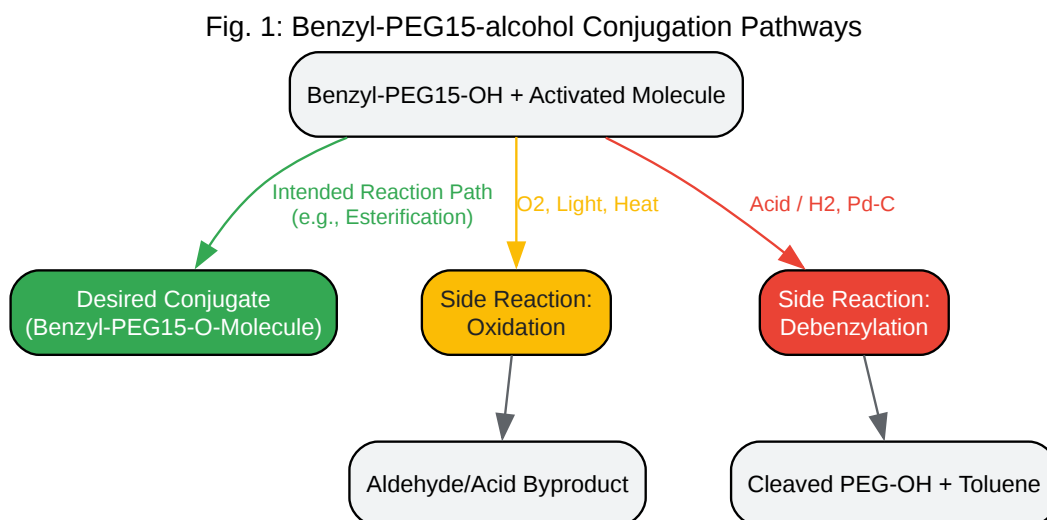 Fig. 1: Benzyl-PEG15-alcohol Conjugation Pathways
Benzyl-PEG15-OH + Activated Molecule
Intended Reaction Path
(e.g., Esterification)
O2, Light, Heat
Acid / H2, Pd-C
Desired Conjugate
(Benzyl-PEG15-O-Molecule)
Side Reaction:
Oxidation
Side Reaction:
Debenzylation
Aldehyde/Acid Byproduct
Cleaved PEG-OH + Toluene